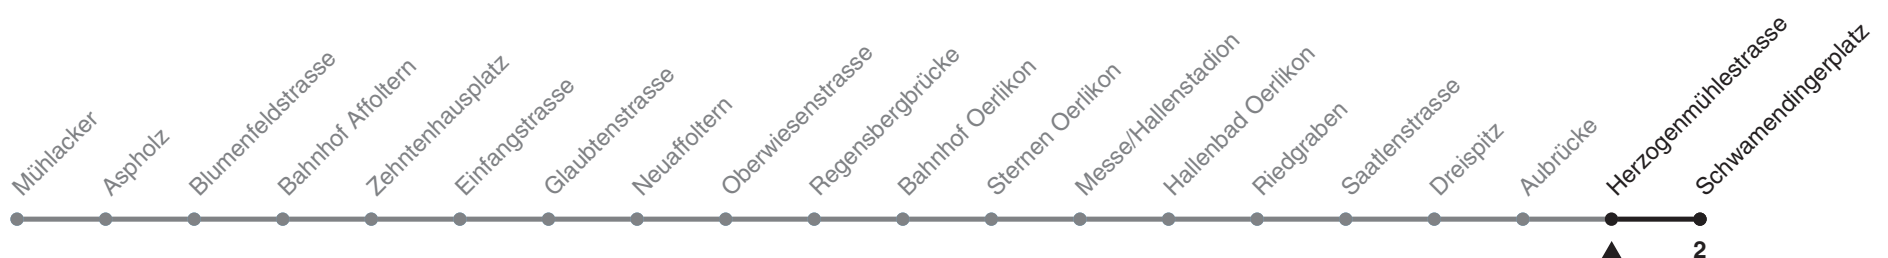 Mühlacker
Aspholz
Blumenfeldstrasse
Bahnhof Affoltern
Zehntenhausplatz
Einfangstrasse
Glaubtenstrasse
Neuaffoltern
Oberwiesenstrasse
Regensbergbrücke
Bahnhof Oerlikon
Sternen Oerlikon
Messe/Hallenstadion
Hallenbad Oerlikon
Riedgraben
Saatlenstrasse
Dreispitz
Aubrücke
Herzogenmühlestrasse
Schwamendingerplatz
2